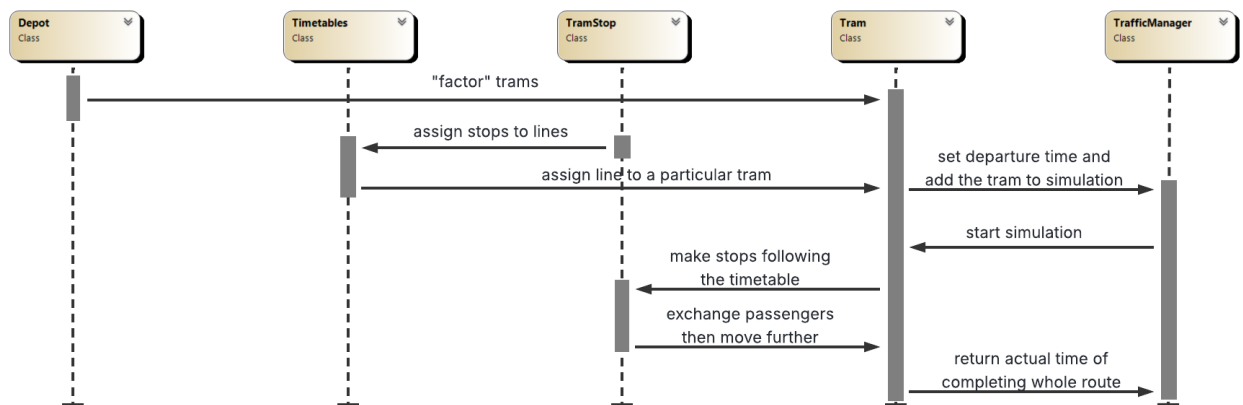 Depot
Class
Timetables
Class
TramStop
Class
Tram
Class
TrafficManager
Class
"factor" trams
assign stops to lines
assign line to a particular tram
set departure time and
add the tram to simulation
start simulation
make stops following
the timetable
exchange passengers
then move further
return actual time of
completing whole route